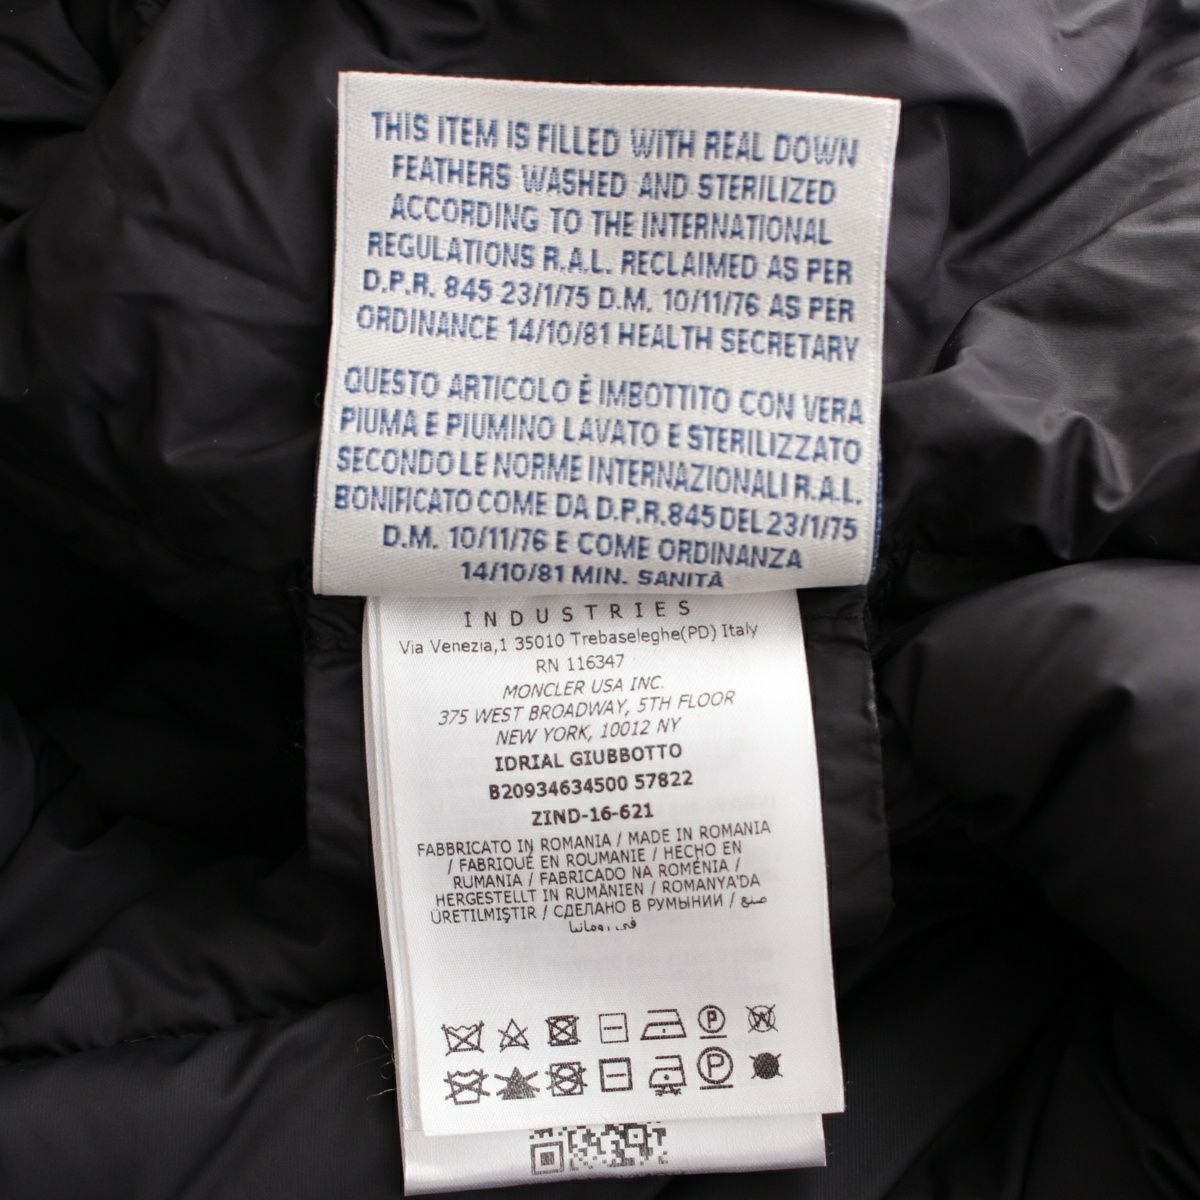 THIS ITEM IS FILLED WITH REAL DOWN
FEATHERS WASHED AND STERILIZED
ACCORDING TO THE INTERNATIONAL
REGULATIONS R.A.L. RECLAIMED AS PER
D.P.R. 845 23/1/75 D.M. 10/11/76 AS PER
ORDINANCE 14/10/81 HEALTH SECRETARY
QUESTO ARTICOLO È IMBOTTITO CON VERA
PIUMA E PIUMINO LAVATO E STERILIZZATO
SECONDO LE NORME INTERNAZIONALI R.A.L.
BONIFICATO COME DA D.P.R. 845 DEL 23/1/75
D.M. 10/11/76 E COME ORDINANZA
14/10/81 MIN. SANITÀ
INDUSTRIES
Via Venezia,1 35010 Trebaseleghe(PD) Italy
RN 116347
MONCLER USA INC.
375 WEST BROADWAY, 5TH FLOOR
NEW YORK, 10012 NY
IDRIAL GIUBBOTTO
B20934634500 57822
ZIND-16-621
FABBRICATO IN ROMANIA / MADE IN ROMANIA
/ FABRIQUÉ EN ROUMANIE / HECHO EN
RUMANIA / FABRICADO NA ROMÉNIA /
HERGESTELLT IN RUMÄNIEN / ROMANYA'DA
ÜRETILMIŞTIR / СДЕЛАНО В РУМЫНИИ / صنع
في رومانيا
P W
P